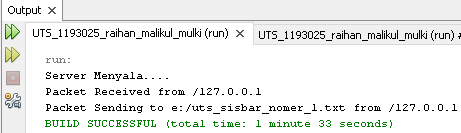 Output
UTS_1193025_raihan_malikul_mulki (run)
UTS_1193025_raihan_malikul_mulki (run) #
run:
Server Menyala....
Packet Received from /127.0.0.1
Packet Sending to e:/uts_sisbar_nomer_1.txt from /127.0.0.1
BUILD SUCCESSFUL (total time: 1 minute 33 seconds)